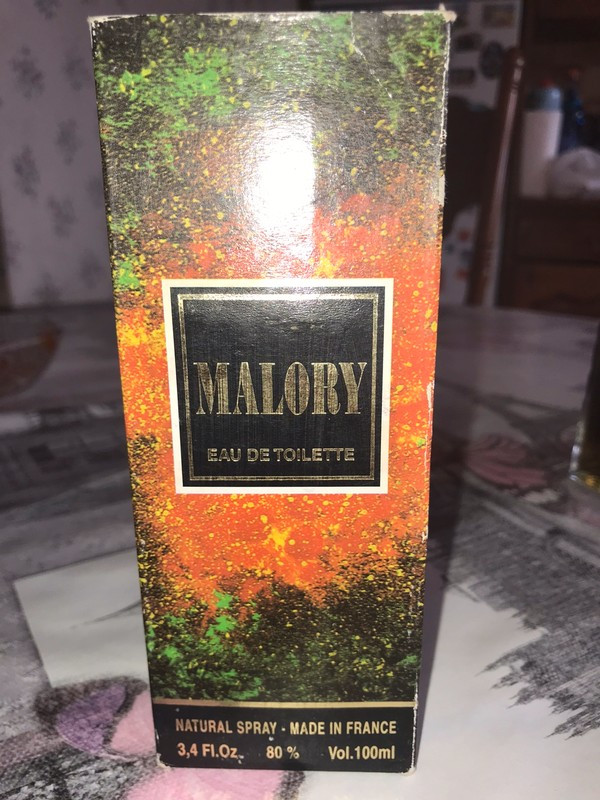 MALORY
EAU DE TOILETTE
NATURAL SPRAY - MADE IN FRANCE
3,4 Fl.Oz. 80 % Vol.100ml